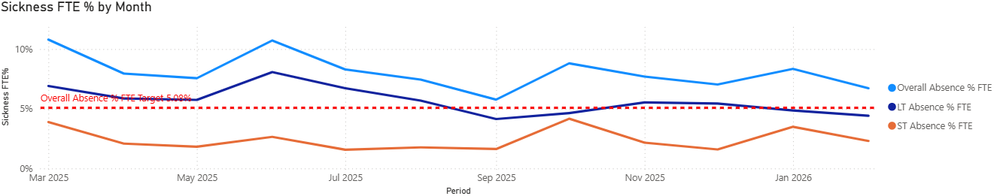 Sickness FTE % by Month
Sickness FTE%
10%
5%
0%
Overall Absence % FTE Target 5.08%
Mar 2025 May 2025 Jul 2025 Sep 2025 Nov 2025 Jan 2026
Period
Overall Absence % FTE
LT Absence % FTE
ST Absence % FTE